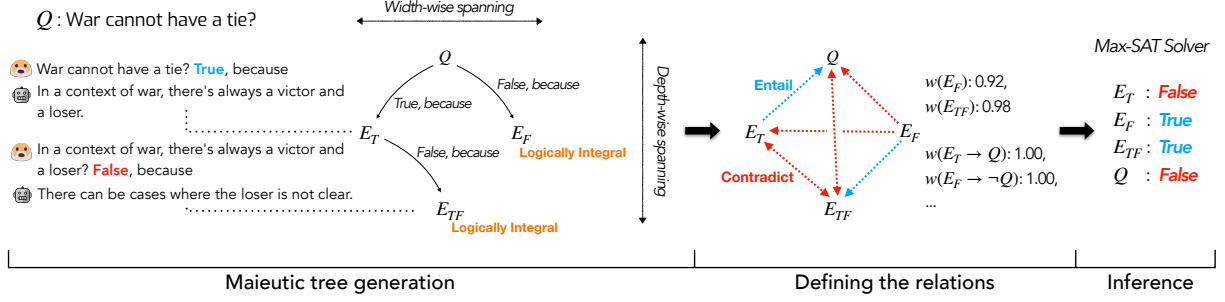 Q : War cannot have a tie?
War cannot have a tie? True, because
In a context of war, there's always a victor and
a loser.
In a context of war, there's always a victor and
a loser? False, because
There can be cases where the loser is not clear.
Width-wise spanning
Depth-wise spanning
Q
True, because
False, because
E_T
E_F
Logically Integral
False, because
E_TF
Logically Integral
Maieutic tree generation
Q
Entail
E_T
E_F
Contradict
E_TF
w(E_F): 0.92,
w(E_TF): 0.98
w(E_T → Q): 1.00,
w(E_F → ¬Q): 1.00,
...
Defining the relations
Max-SAT Solver
E_T : False
E_F : True
E_TF : True
Q : False
Inference